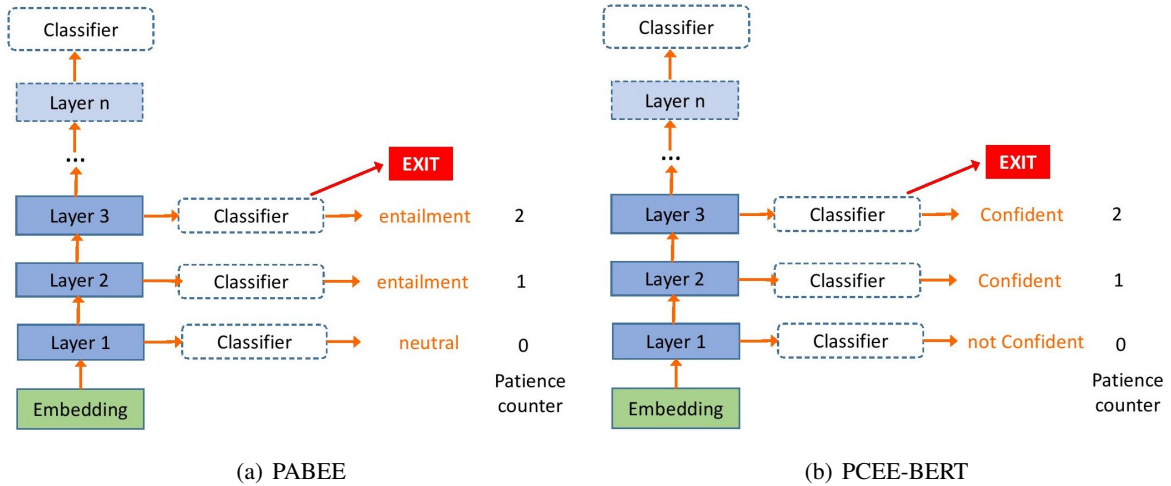 Classifier
Layer n
...
EXIT
Layer 3 Classifier entailment 2
Layer 2 Classifier entailment 1
Layer 1 Classifier neutral 0
Embedding
Patience
counter
(a) PABEE
Classifier
Layer n
...
EXIT
Layer 3 Classifier Confident 2
Layer 2 Classifier Confident 1
Layer 1 Classifier not Confident 0
Embedding
Patience
counter
(b) PCEE-BERT